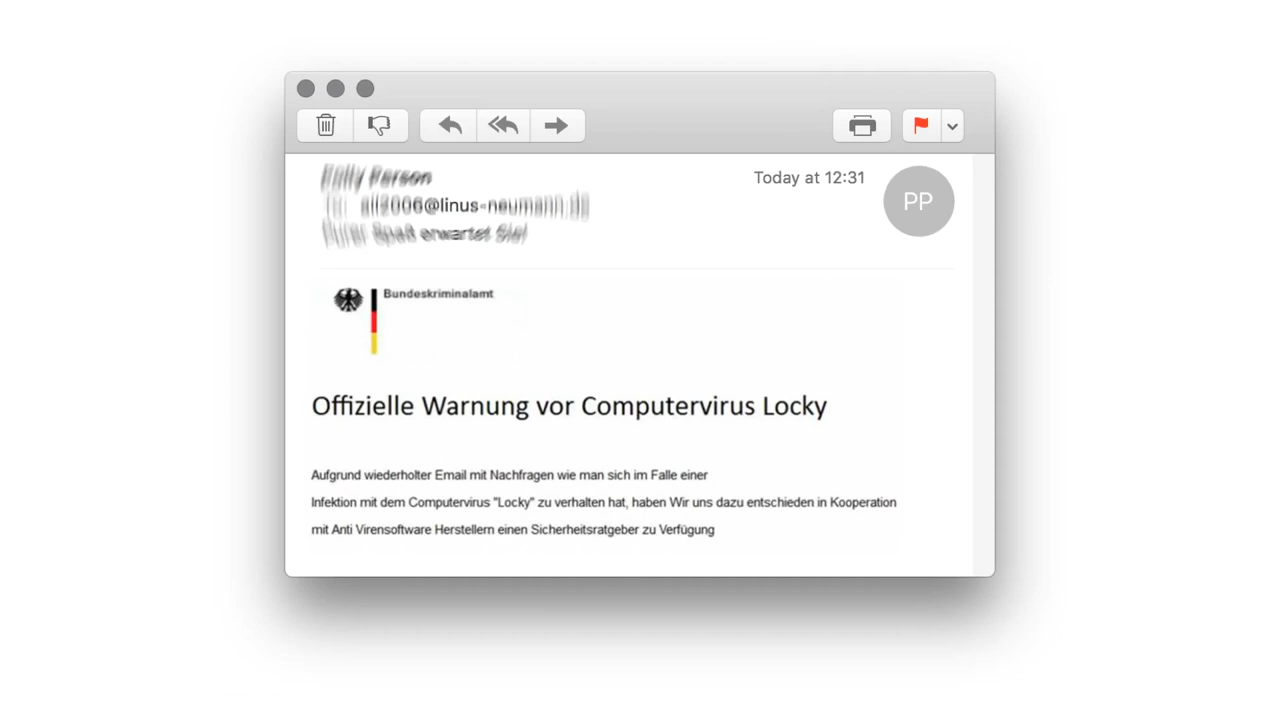 Today at 12:31
PP
@linus-neumann
erwartet
Bundeskriminalamt
Offizielle Warnung vor Computervirus Locky
Aufgrund wiederholter Email mit Nachfragen wie man sich im Falle einer
Infektion mit dem Computervirus "Locky" zu verhalten hat, haben Wir uns dazu entschieden in Kooperation
mit Anti Virensoftware Herstellern einen Sicherheitsratgeber zu Verfügung